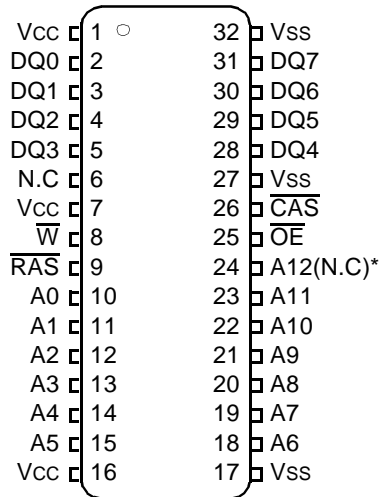 VCC 1 32 VSS
DQ0 2 31 DQ7
DQ1 3 30 DQ6
DQ2 4 29 DQ5
DQ3 5 28 DQ4
N.C 6 27 VSS
VCC 7 26 C̅A̅S̅
W̅ 8 25 O̅E̅
R̅A̅S̅ 9 24 A12(N.C)*
A0 10 23 A11
A1 11 22 A10
A2 12 21 A9
A3 13 20 A8
A4 14 19 A7
A5 15 18 A6
VCC 16 17 VSS